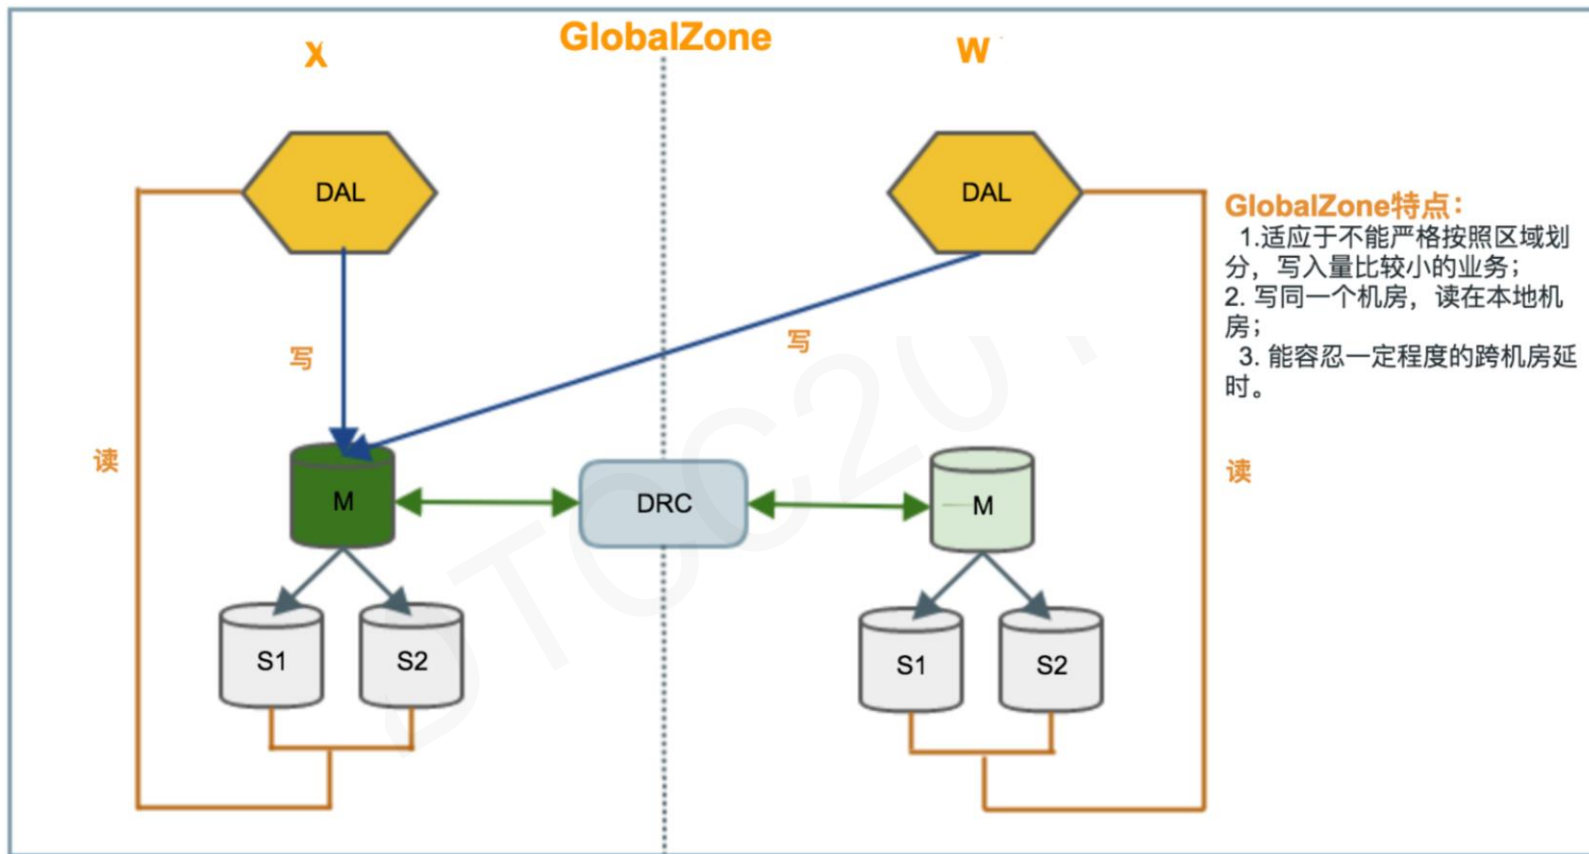 GlobalZone
X
W
DAL
DAL
GlobalZone特点：
1.适应于不能严格按照区域划
分，写入量比较小的业务；
2. 写同一个机房，读在本地机
房；
3. 能容忍一定程度的跨机房延
时。
写
写
读
读
M
DRC
M
S1
S2
S1
S2